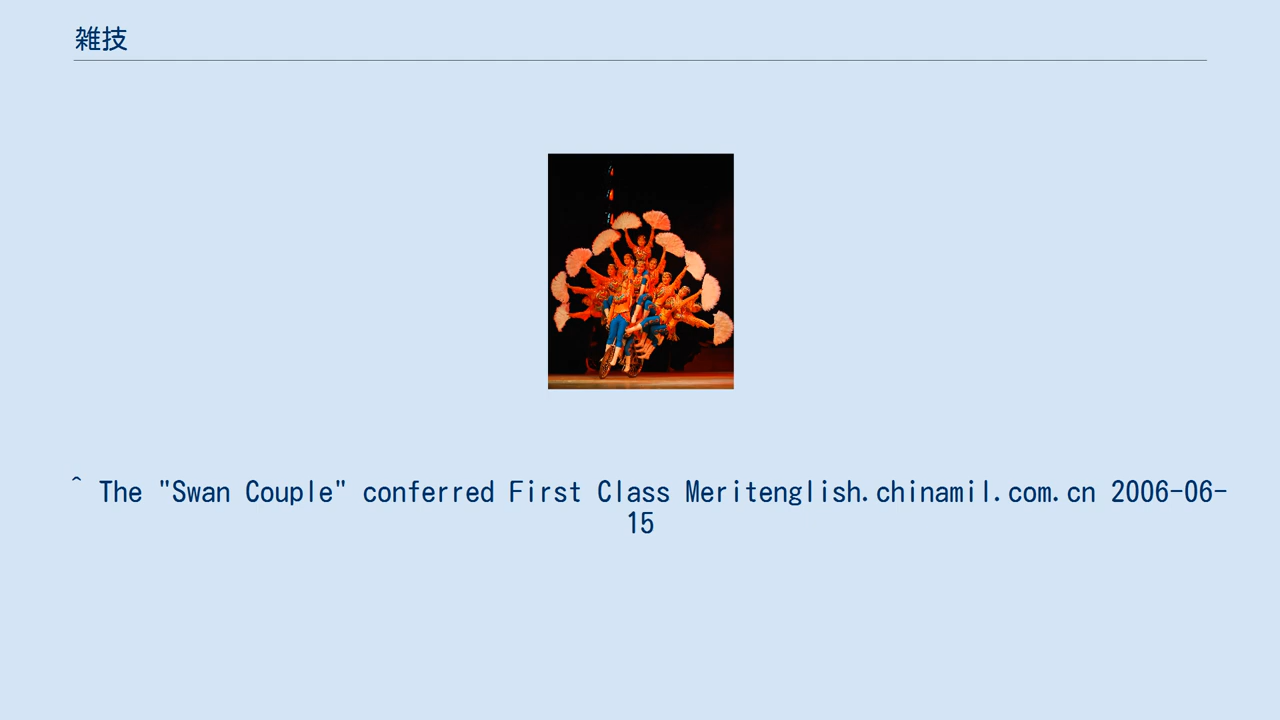 雑技
^ The "Swan Couple" conferred First Class Meritenglish.chinamil.com.cn 2006-06-
15